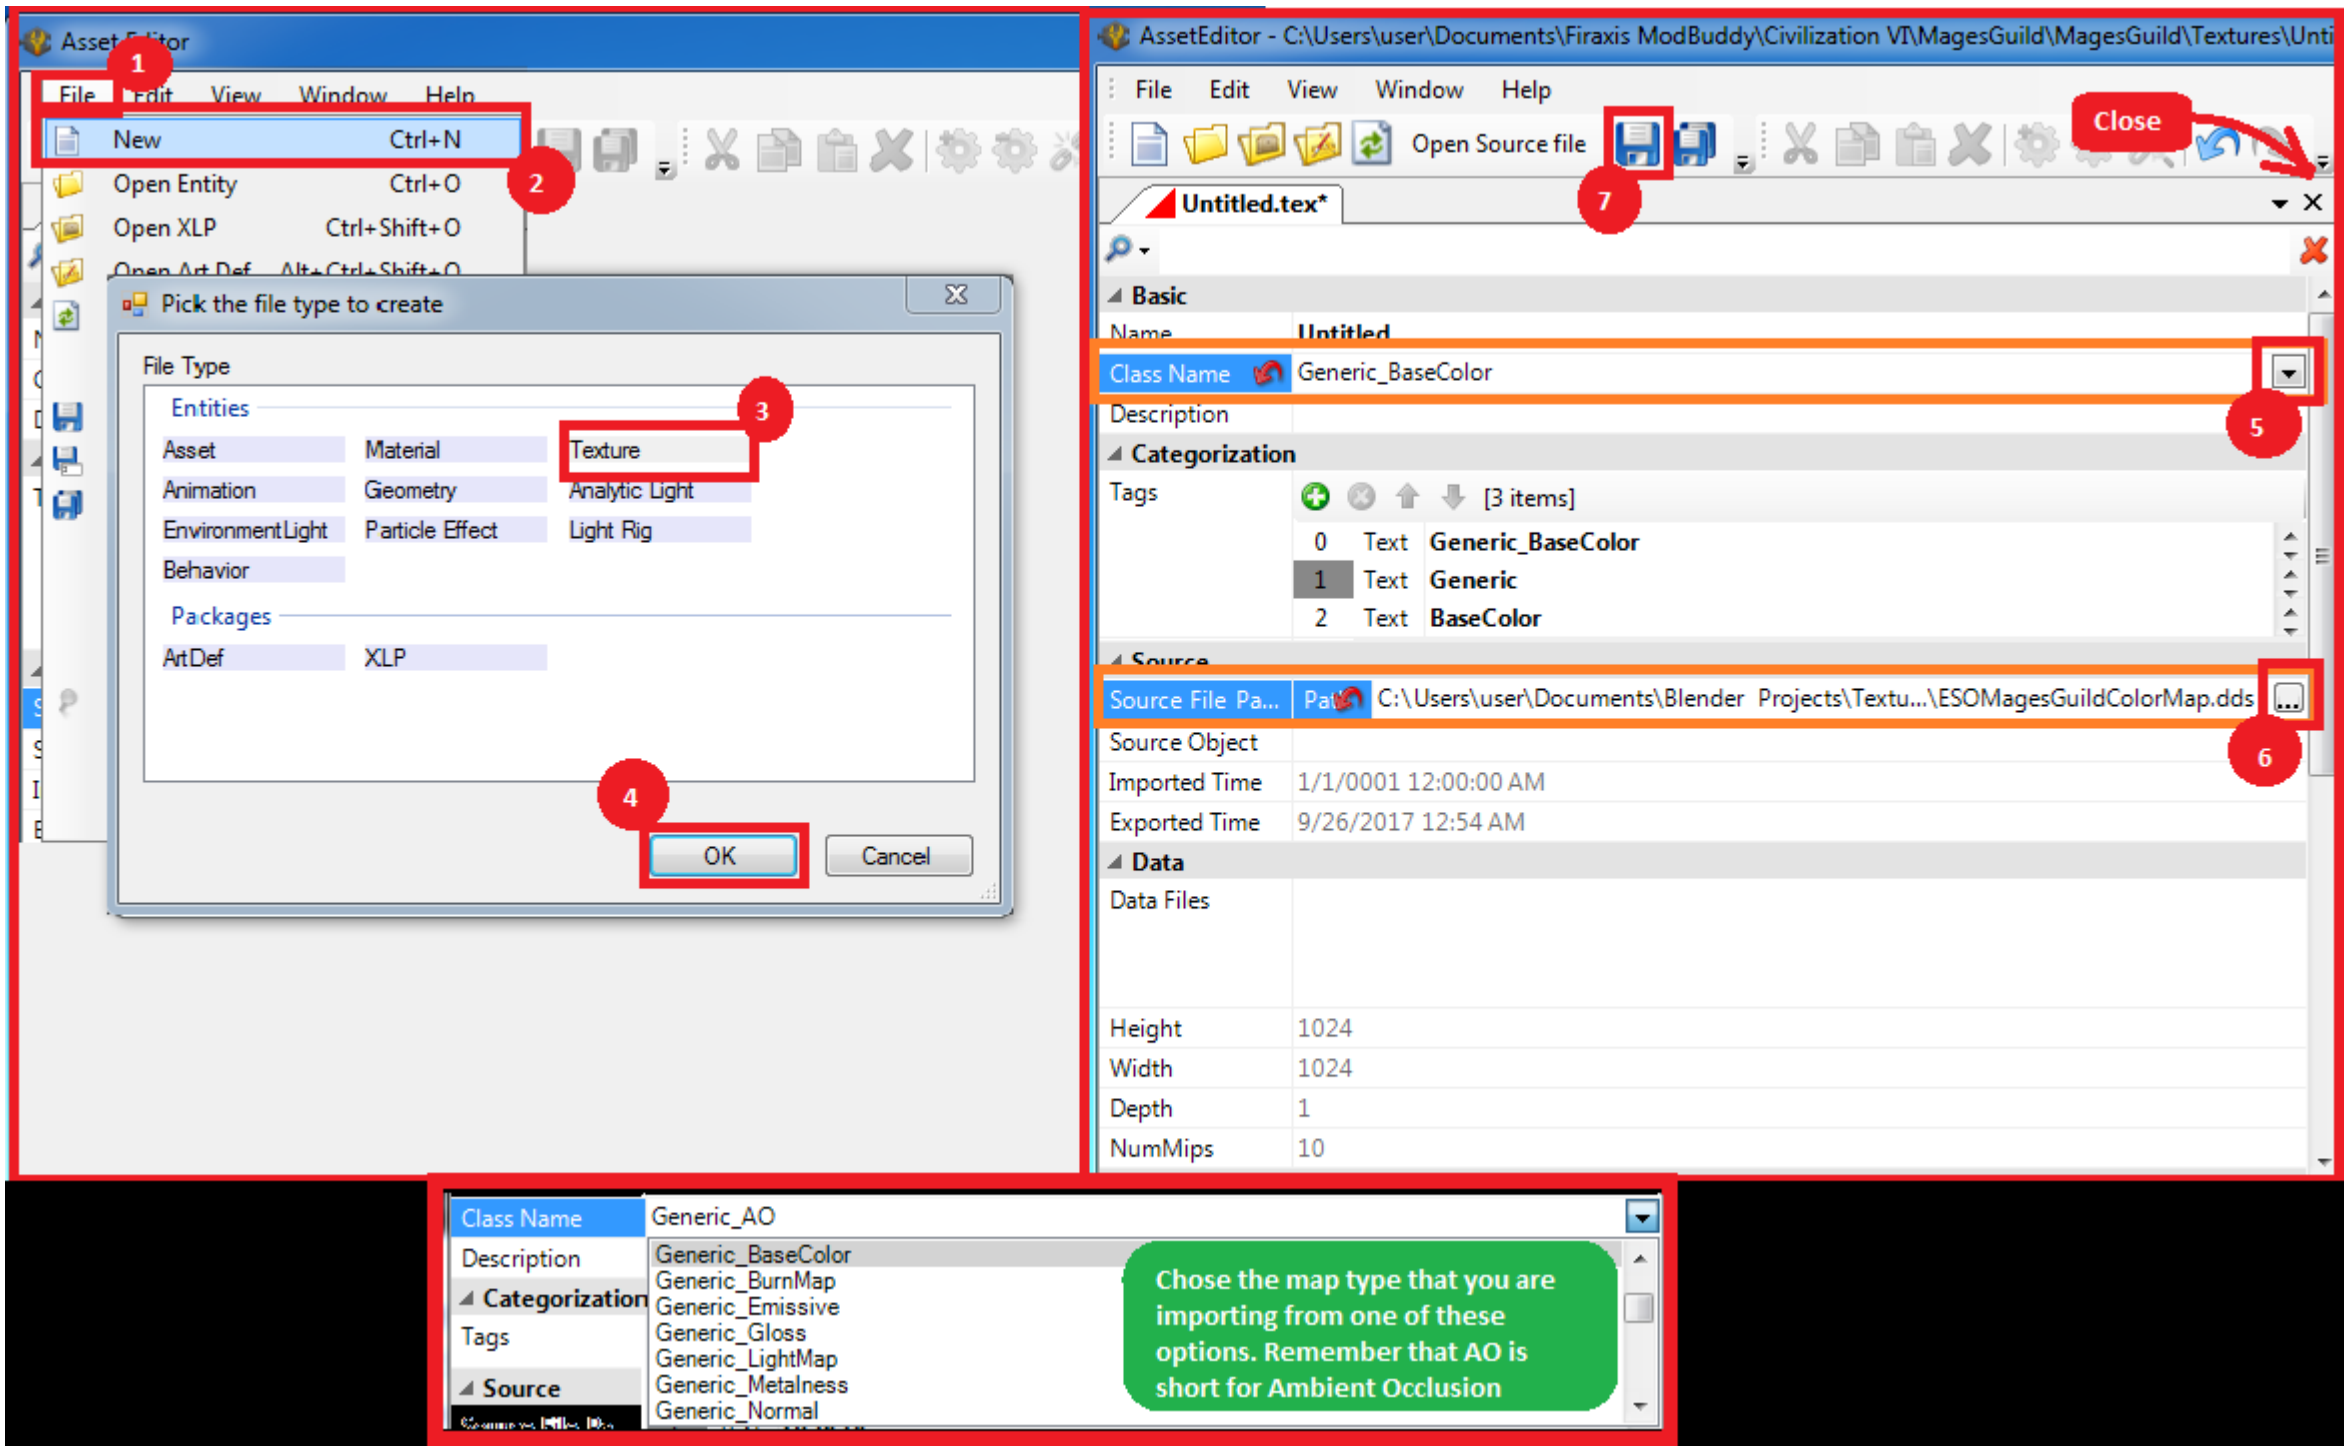 Asset Editor
1
File Edit View Window Help
New Ctrl+N
2
Open Entity Ctrl+O
Open XLP Ctrl+Shift+O
Open Art Def Alt+Ctrl+Shift+O
Pick the file type to create
File Type
Entities
3
Asset Material Texture
Animation Geometry Analytic Light
EnvironmentLight Particle Effect Light Rig
Behavior
Packages
ArtDef XLP
4
OK Cancel
AssetEditor - C:\Users\user\Documents\Firaxis ModBuddy\Civilization VI\MagesGuild\MagesGuild\Textures\Unti
File Edit View Window Help
Close
Open Source file
7
Untitled.tex*
Basic
Name Untitled
Class Name Generic_BaseColor
5
Description
Categorization
Tags [3 items]
0 Text Generic_BaseColor
1 Text Generic
2 Text BaseColor
Source
Source File Pa... Pat C:\Users\user\Documents\Blender Projects\Textu...\ESOMagesGuildColorMap.dds ...
6
Source Object
Imported Time 1/1/0001 12:00:00 AM
Exported Time 9/26/2017 12:54 AM
Data
Data Files
Height 1024
Width 1024
Depth 1
NumMips 10
Class Name Generic_AO
Description
Categorization
Tags
Source
Generic_BaseColor
Generic_BurnMap
Generic_Emissive
Generic_Gloss
Generic_LightMap
Generic_Metalness
Generic_Normal
Chose the map type that you are
importing from one of these
options. Remember that AO is
short for Ambient Occlusion